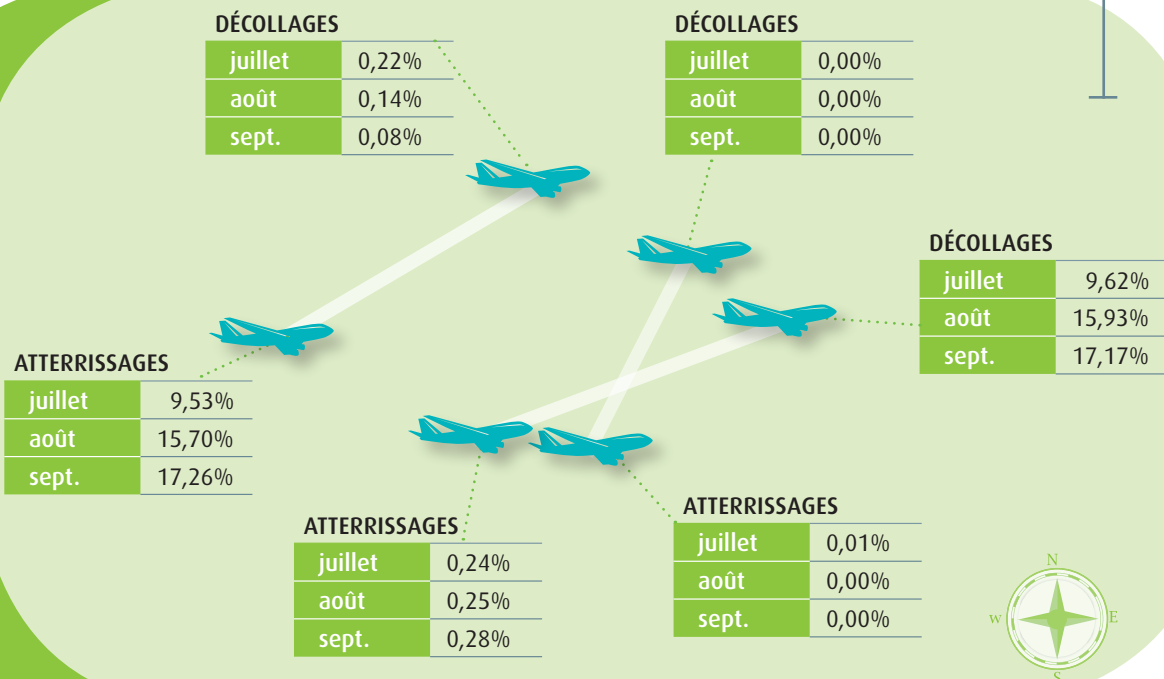 DÉCOLLAGES
juillet 0,22%
août 0,14%
sept. 0,08%
DÉCOLLAGES
juillet 0,00%
août 0,00%
sept. 0,00%
DÉCOLLAGES
juillet 9,62%
août 15,93%
sept. 17,17%
ATTERRISSAGES
juillet 9,53%
août 15,70%
sept. 17,26%
ATTERRISSAGES
juillet 0,24%
août 0,25%
sept. 0,28%
ATTERRISSAGES
juillet 0,01%
août 0,00%
sept. 0,00%
N
W E
S